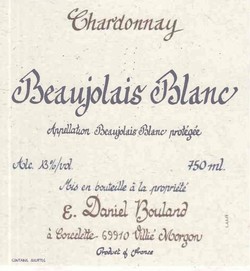 Chardonnay
Beaujolais Blanc
Appellation Beaujolais Blanc protégée
Alc. 13%/vol. 750 ml.
Mis en bouteille à la propriété
E. Daniel Boulard
à Corcelette - 69910 Villié Morgon
Product of France